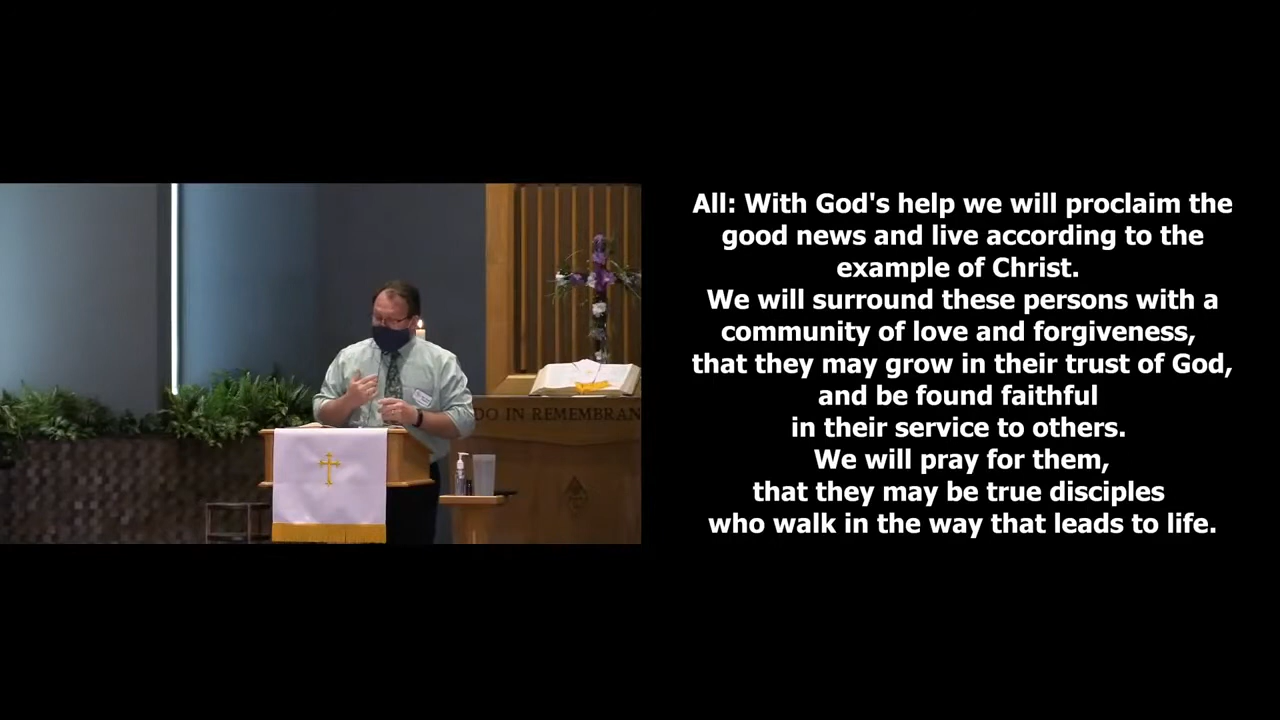 All: With God's help we will proclaim the
good news and live according to the
example of Christ.
We will surround these persons with a
community of love and forgiveness,
that they may grow in their trust of God,
and be found faithful
in their service to others.
We will pray for them,
that they may be true disciples
who walk in the way that leads to life.
DO IN REMEMBRAN